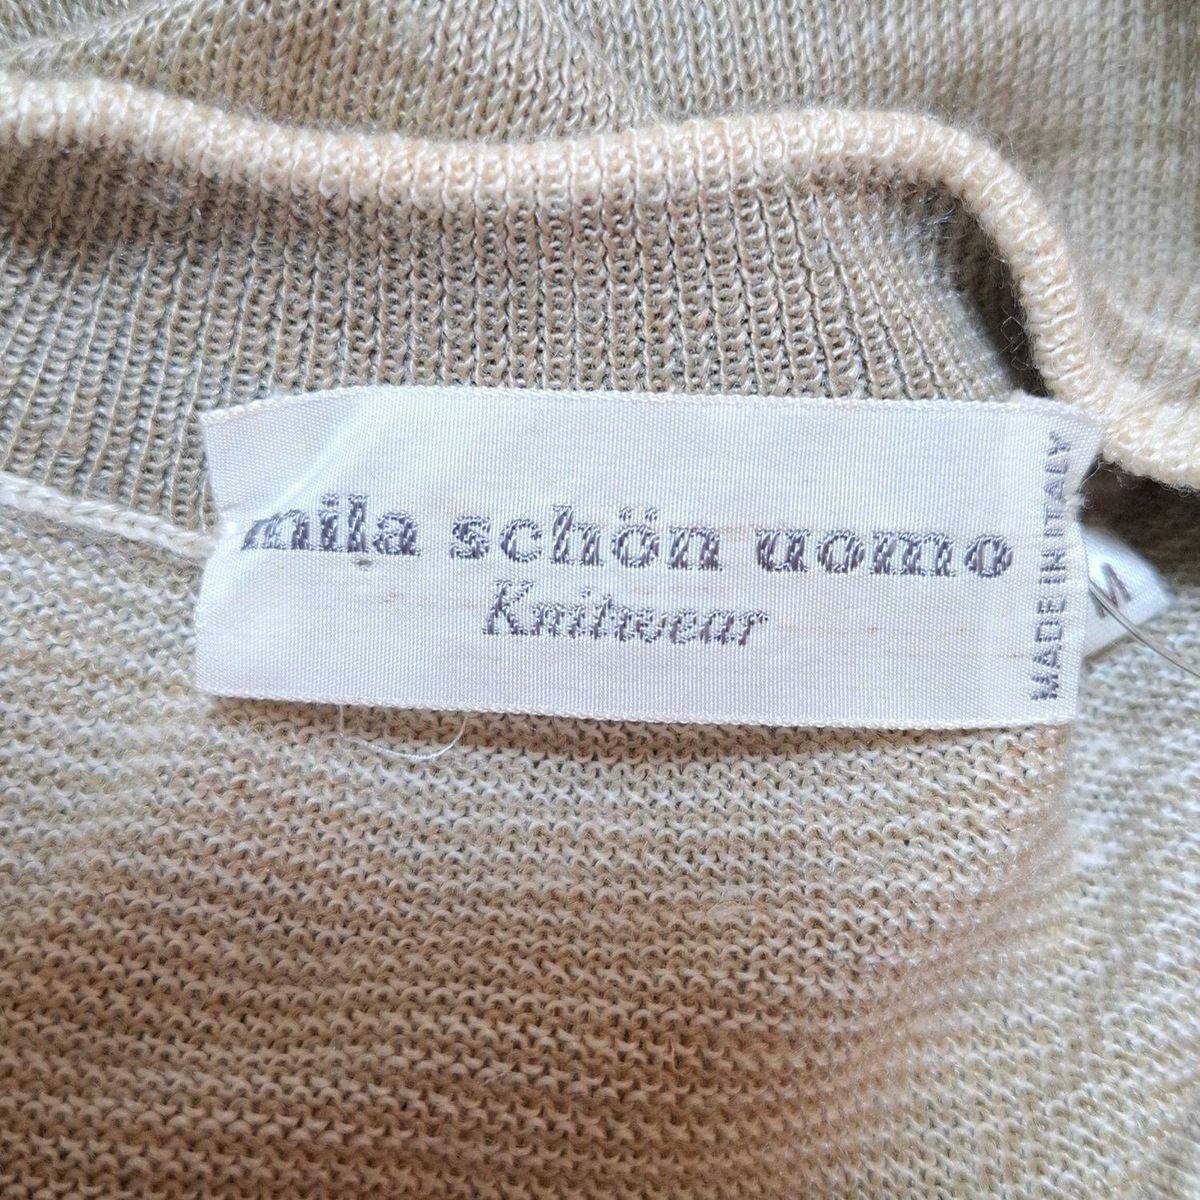 mila schön uomo
Knitwear
MADE IN ITALY
M